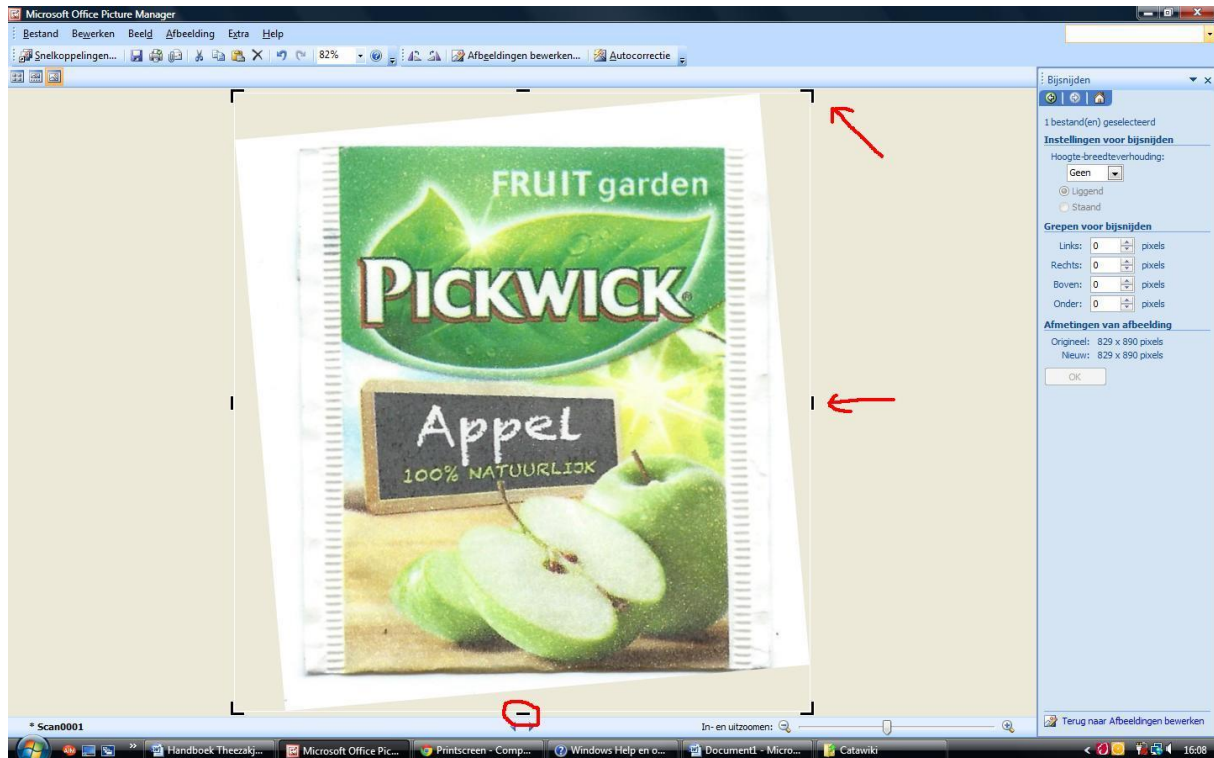 Microsoft Office Picture Manager
Bestand Bewerken Beeld Afbeelding Extra Help
Snelkoppelingen... 82% Afbeeldingen bewerken... Autocorrectie
Bijsnijden
1 bestand(en) geselecteerd
Instellingen voor bijsnijden
Hoogte-breedteverhouding:
Geen
Liggend
Staand
Grepen voor bijsnijden
Links: 0 pixels
Rechts: 0 pixels
Boven: 0 pixels
Onder: 0 pixels
Afmetingen van afbeelding
Origineel: 829 x 890 pixels
Nieuw: 829 x 890 pixels
OK
FRUIT garden
PICKWICK®
Appel
100% NATUURLIJK
* Scan0001 In- en uitzoomen: Terug naar Afbeeldingen bewerken
» Handboek Theezakj... Microsoft Office Pic... Printscreen - Comp... Windows Help en o... Document1 - Micro... Catawiki < 16:08